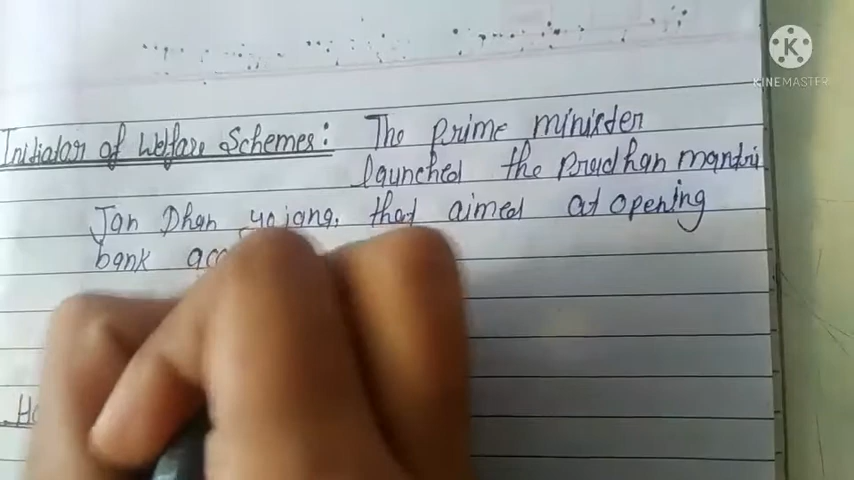 KINEMASTER
Initiator of Welfare Schemes: The prime minister
launched the Pradhan mantri
Jan Dhan yojana, that aimed at opening
bank